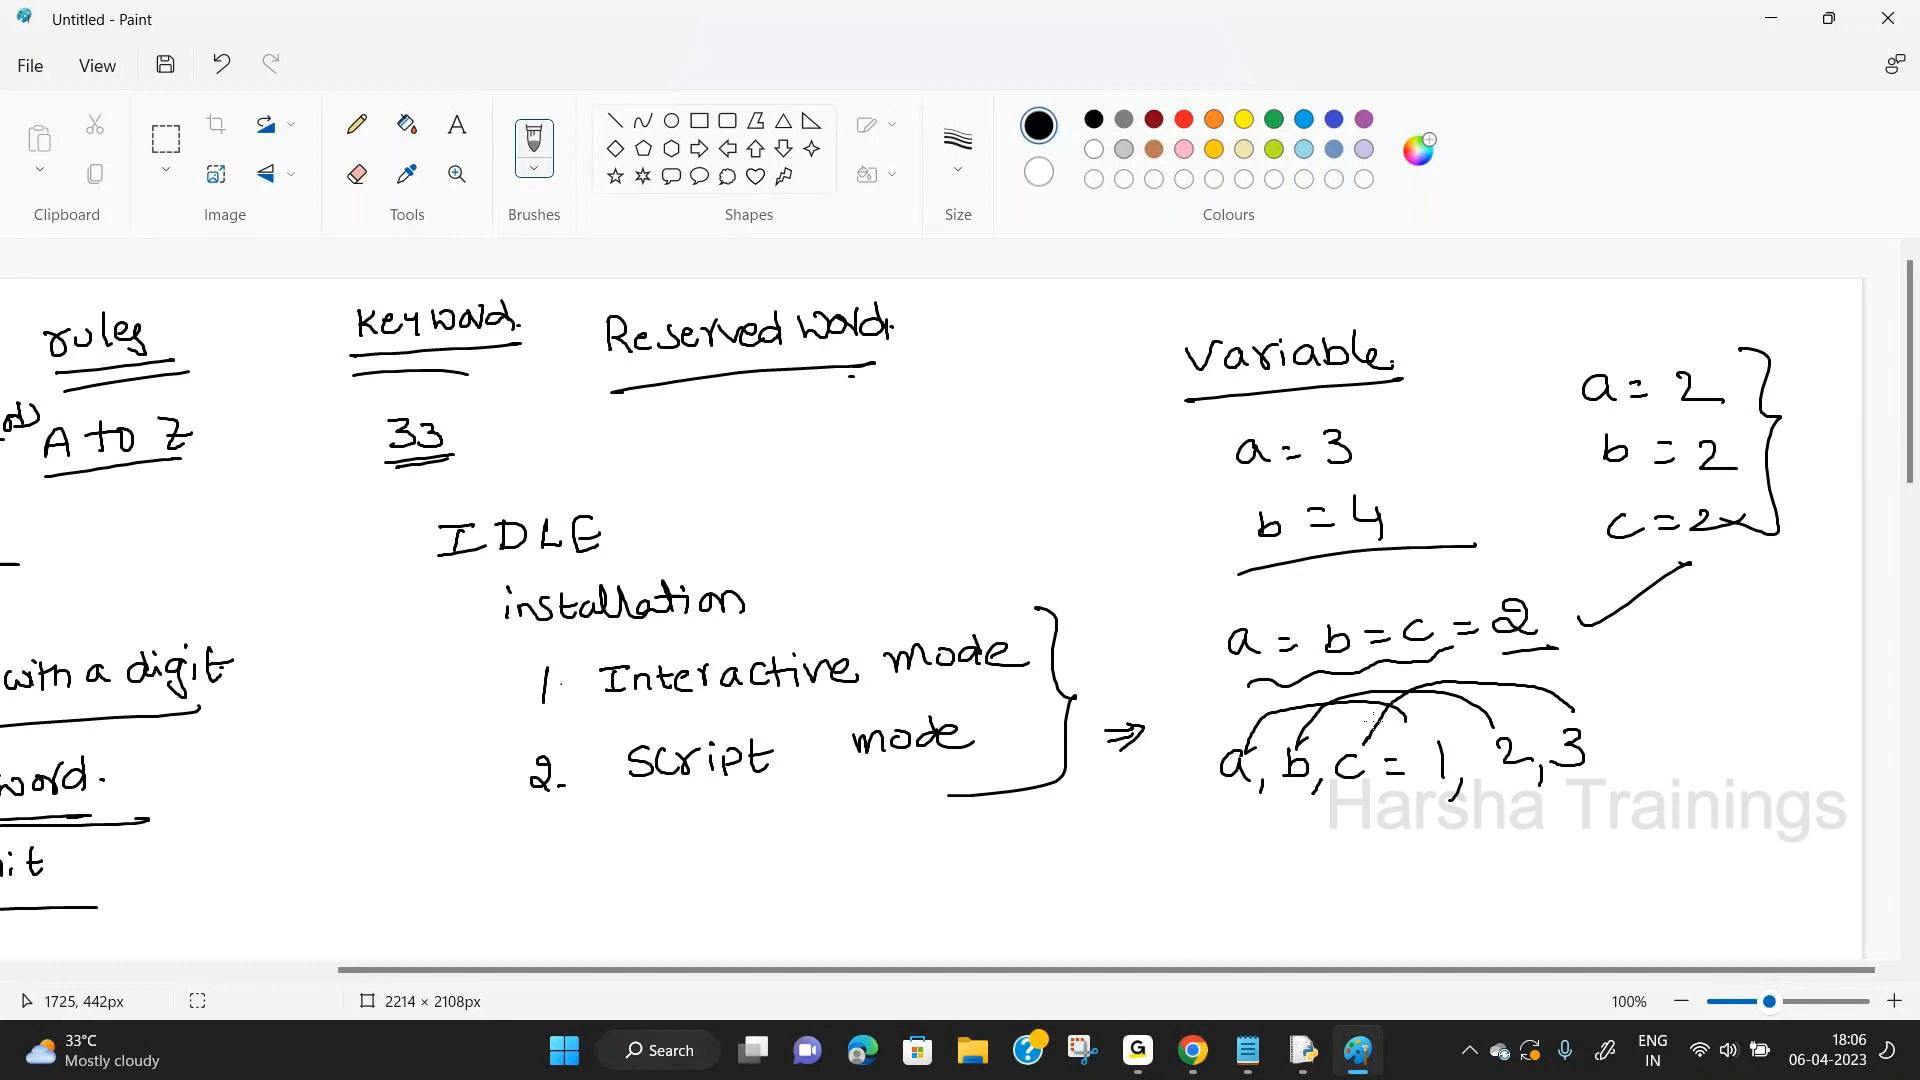 Untitled - Paint
File View
Clipboard Image Tools Brushes Shapes Size Colours
rules
A to Z
with a digit
word.
it
Keyword.
33
Reserved word.
IDLE
installation
1. Interactive mode
2. Script mode
⇒
Variable.
a = 3
b = 4
a = 2
b = 2
c = 2
a = b = c = 2
a, b, c = 1, 2, 3
Harsha Trainings
1725, 442px
2214 × 2108px
100%
33°C
Mostly cloudy
Search
ENG
IN
18:06
06-04-2023